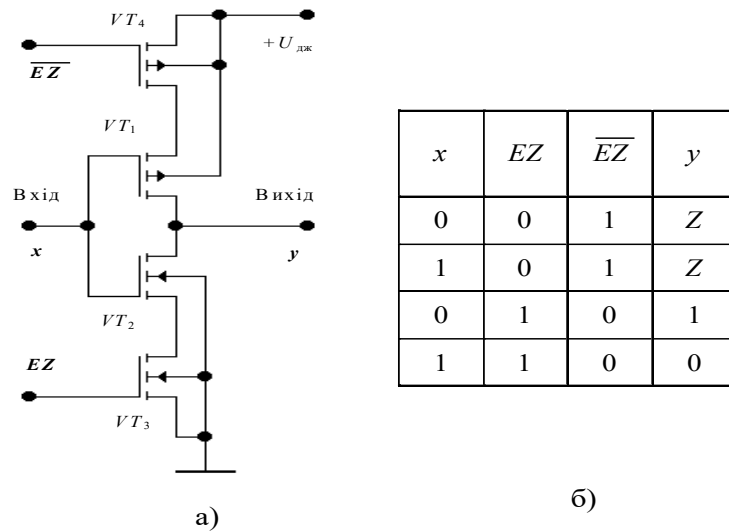 VT4
+ Uдж
EZ
VT1
Вхід
Вихід
x
y
VT2
EZ
VT3
а)
x EZ EZ y
0 0 1 Z
1 0 1 Z
0 1 0 1
1 1 0 0
б)